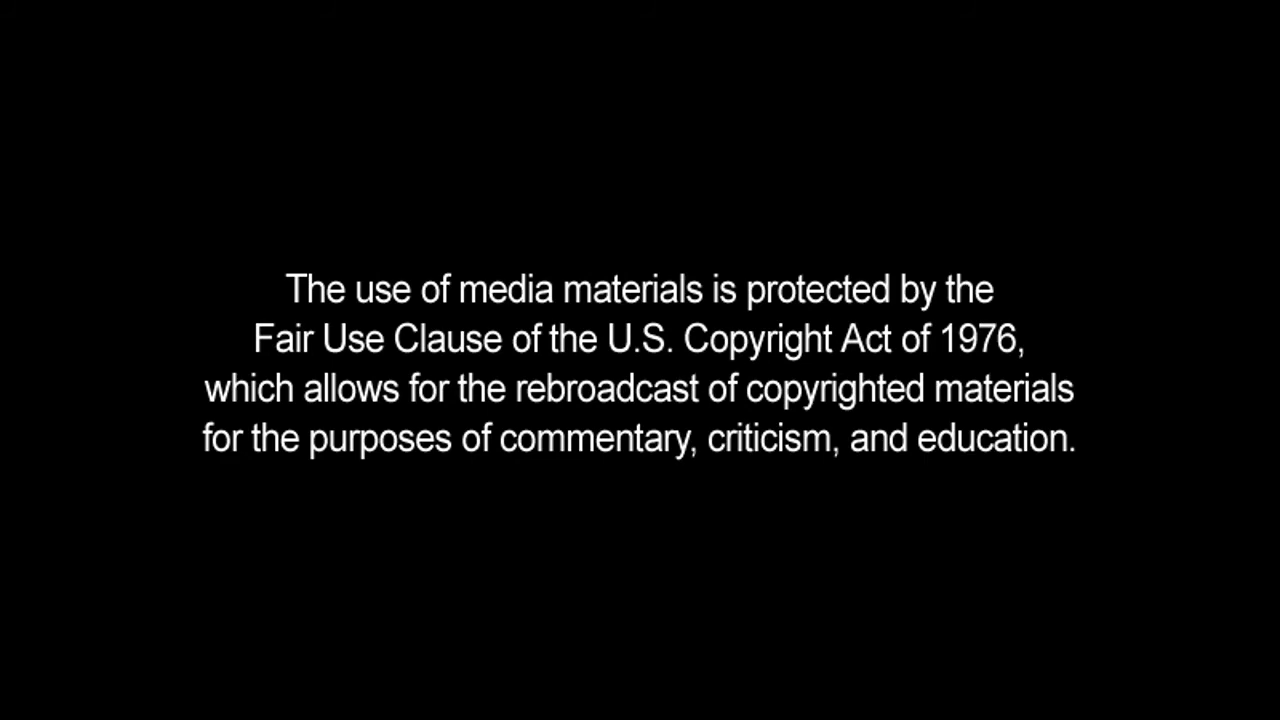 The use of media materials is protected by the
Fair Use Clause of the U.S. Copyright Act of 1976,
which allows for the rebroadcast of copyrighted materials
for the purposes of commentary, criticism, and education.